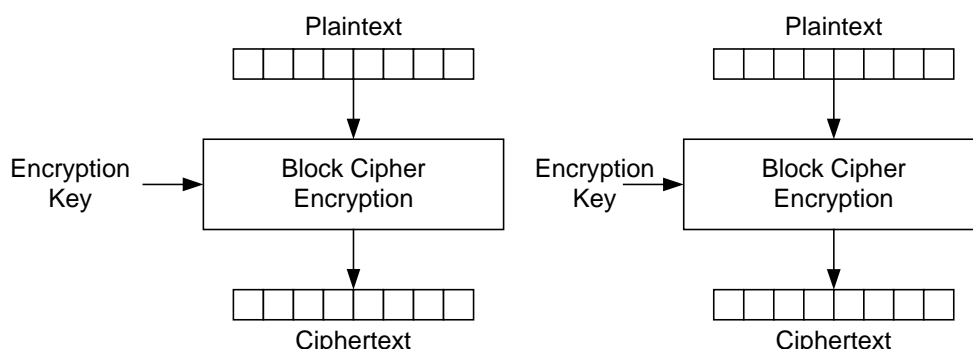 Plaintext
Encryption
Key
Block Cipher
Encryption
Ciphertext
Plaintext
Encryption
Key
Block Cipher
Encryption
Ciphertext